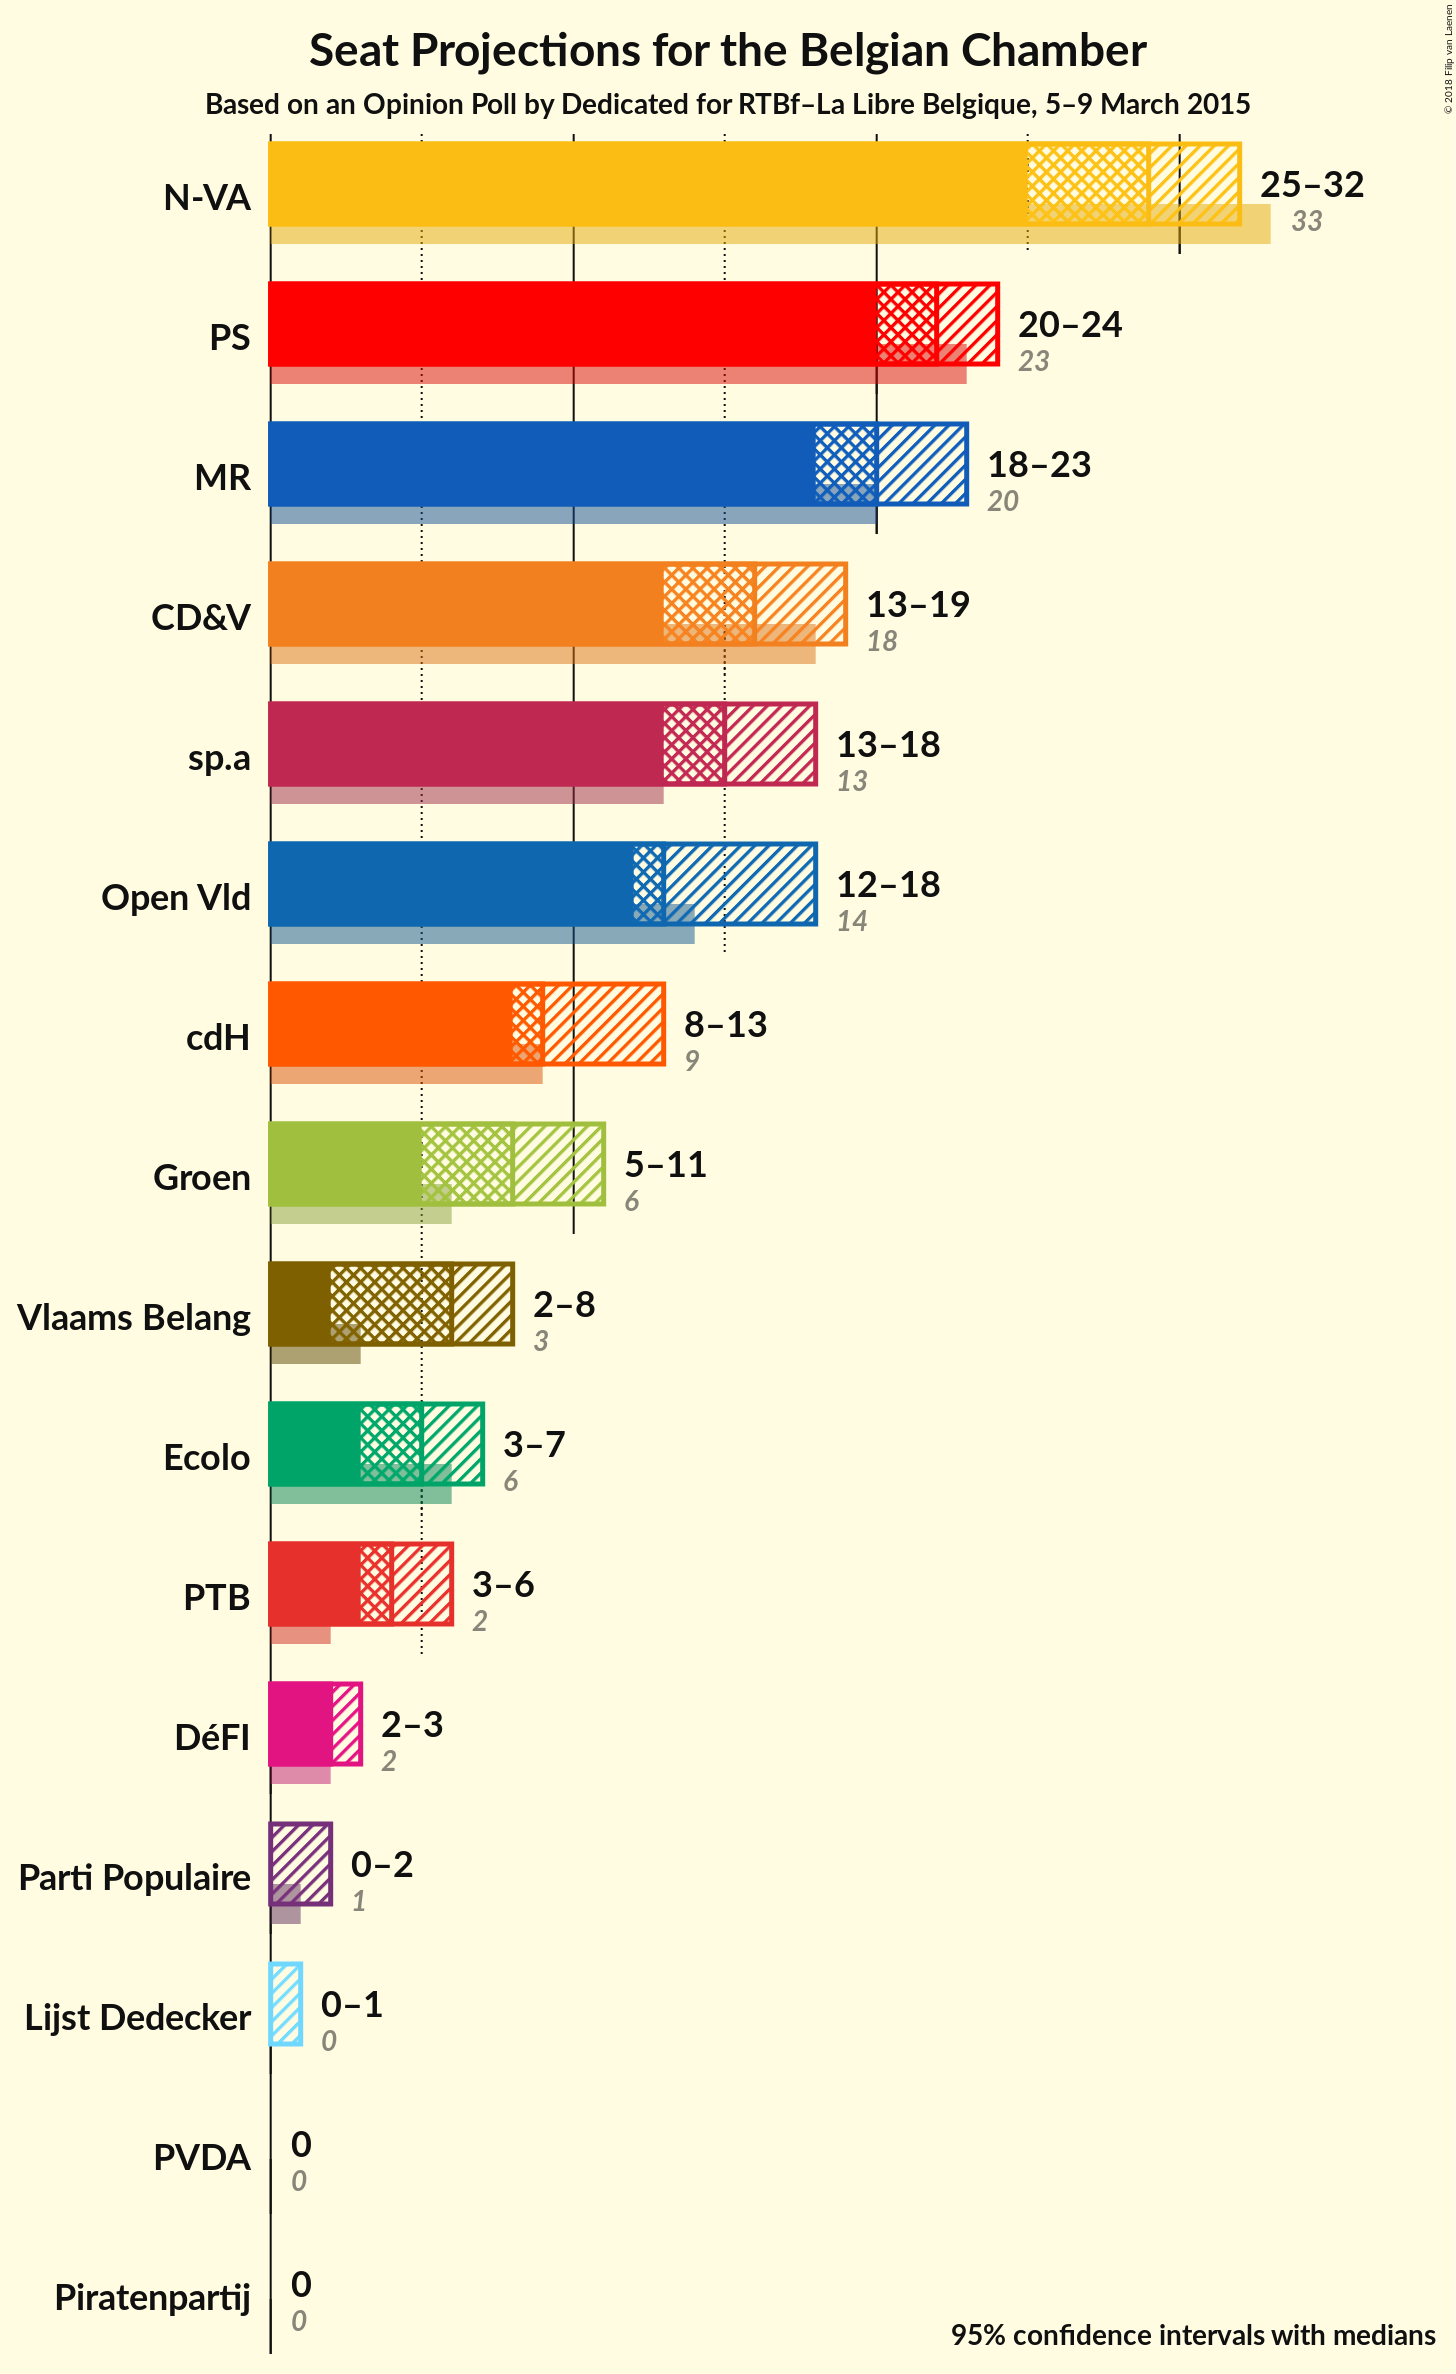 Seat Projections for the Belgian Chamber
Based on an Opinion Poll by Dedicated for RTBf–La Libre Belgique, 5–9 March 2015
© 2018 Filip van Laenen
N-VA
25–32
33
PS
20–24
23
MR
18–23
20
CD&V
13–19
18
sp.a
13–18
13
Open Vld
12–18
14
cdH
8–13
9
Groen
5–11
6
Vlaams Belang
2–8
3
Ecolo
3–7
6
PTB
3–6
2
DéFI
2–3
2
Parti Populaire
0–2
1
Lijst Dedecker
0–1
0
PVDA
0
0
Piratenpartij
0
0
95% confidence intervals with medians